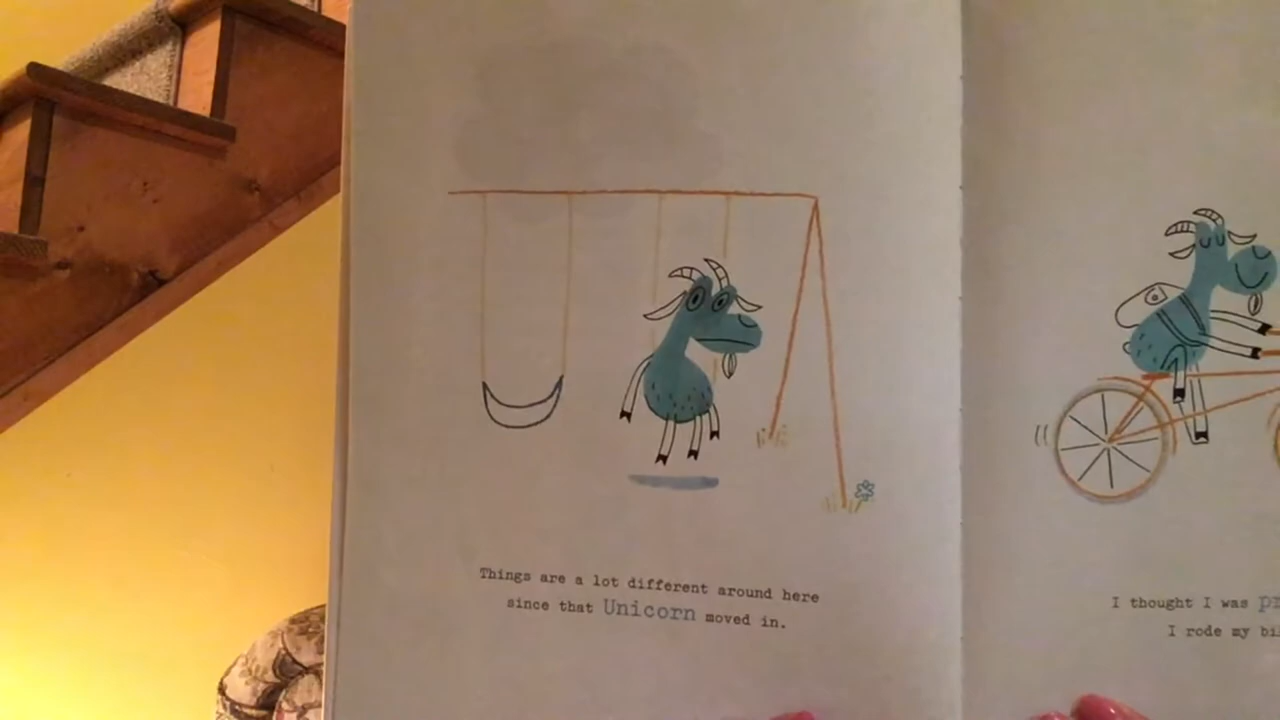 Things are a lot different around here
since that Unicorn moved in.
I thought I was
I rode my